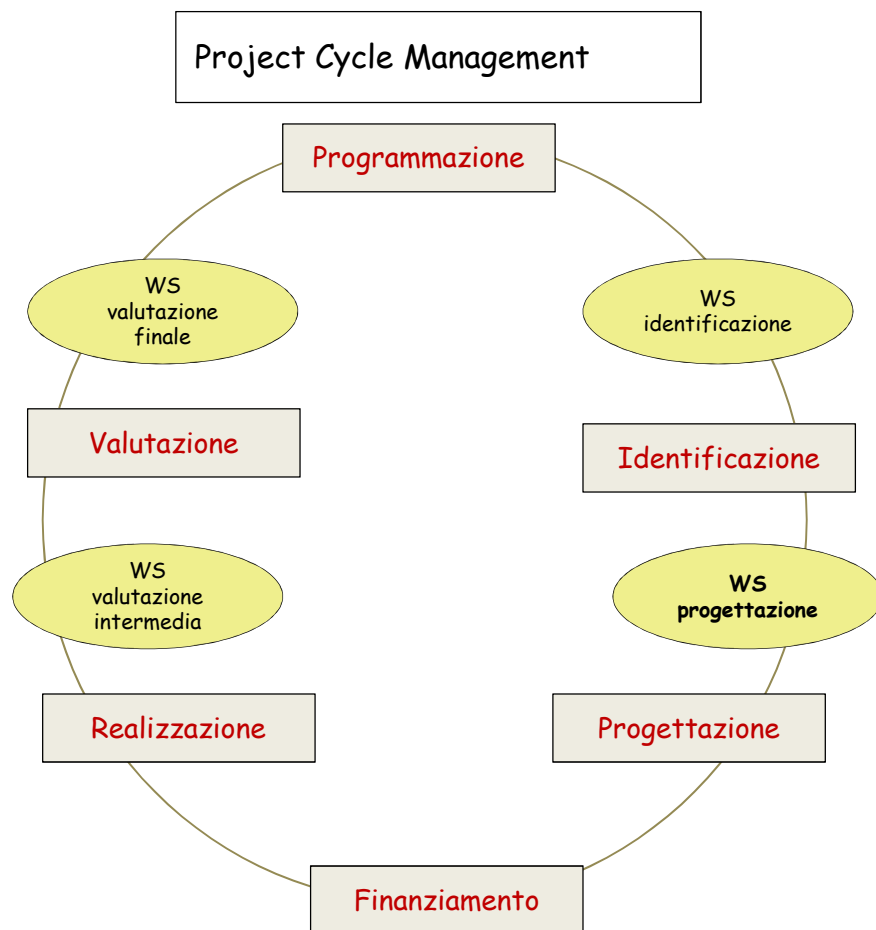 Project Cycle Management
Programmazione
WS
valutazione
finale
WS
identificazione
Valutazione
Identificazione
WS
valutazione
intermedia
WS
progettazione
Realizzazione
Progettazione
Finanziamento